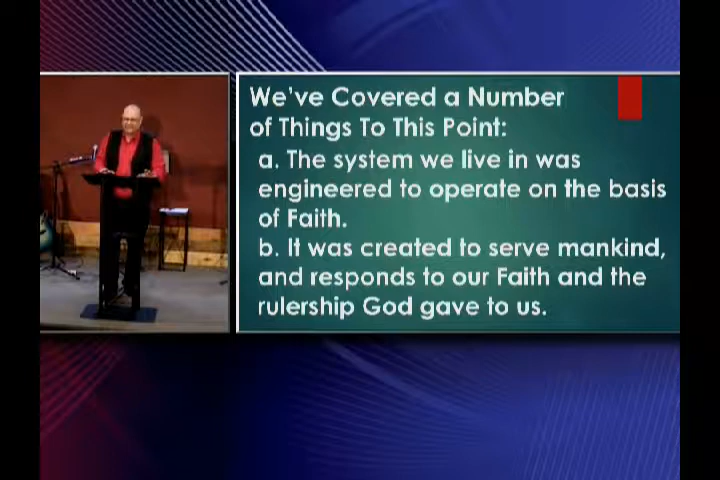 We've Covered a Number
of Things To This Point:
a. The system we live in was
engineered to operate on the basis
of Faith.
b. It was created to serve mankind,
and responds to our Faith and the
rulership God gave to us.